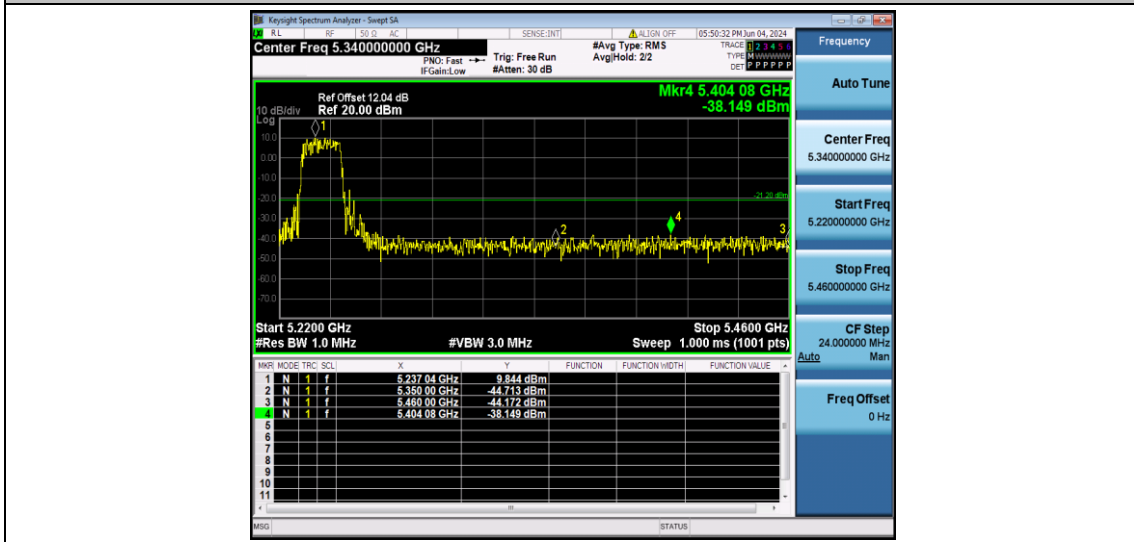 Keysight Spectrum Analyzer - Swept SA
RL RF 50 Ω AC SENSE:INT ALIGN OFF 05:50:32 PM Jun 04, 2024
Center Freq 5.340000000 GHz
PNO: Fast
IFGain:Low
Trig: Free Run
#Atten: 30 dB
#Avg Type: RMS
Avg|Hold: 2/2
TRACE 1 2 3 4 5 6
TYPE M WWWWW
DET P P P P P P
Frequency
Auto Tune
Center Freq
5.340000000 GHz
Start Freq
5.220000000 GHz
Stop Freq
5.460000000 GHz
CF Step
24.000000 MHz
Auto Man
Freq Offset
0 Hz
Mkr4 5.404 08 GHz
-38.149 dBm
Ref Offset 12.04 dB
10 dB/div Ref 20.00 dBm
Log
10.0
0.00
-10.0
-20.0
-30.0
-40.0
-50.0
-60.0
-70.0
1
-21.20 dBm
2
4
3
Start 5.2200 GHz Stop 5.4600 GHz
#Res BW 1.0 MHz #VBW 3.0 MHz Sweep 1.000 ms (1001 pts)
MKR MODE TRC SCL X Y FUNCTION FUNCTION WIDTH FUNCTION VALUE
1 N 1 f 5.237 04 GHz 9.844 dBm
2 N 1 f 5.350 00 GHz -44.713 dBm
3 N 1 f 5.460 00 GHz -44.172 dBm
4 N 1 f 5.404 08 GHz -38.149 dBm
5
6
7
8
9
10
11
MSG STATUS